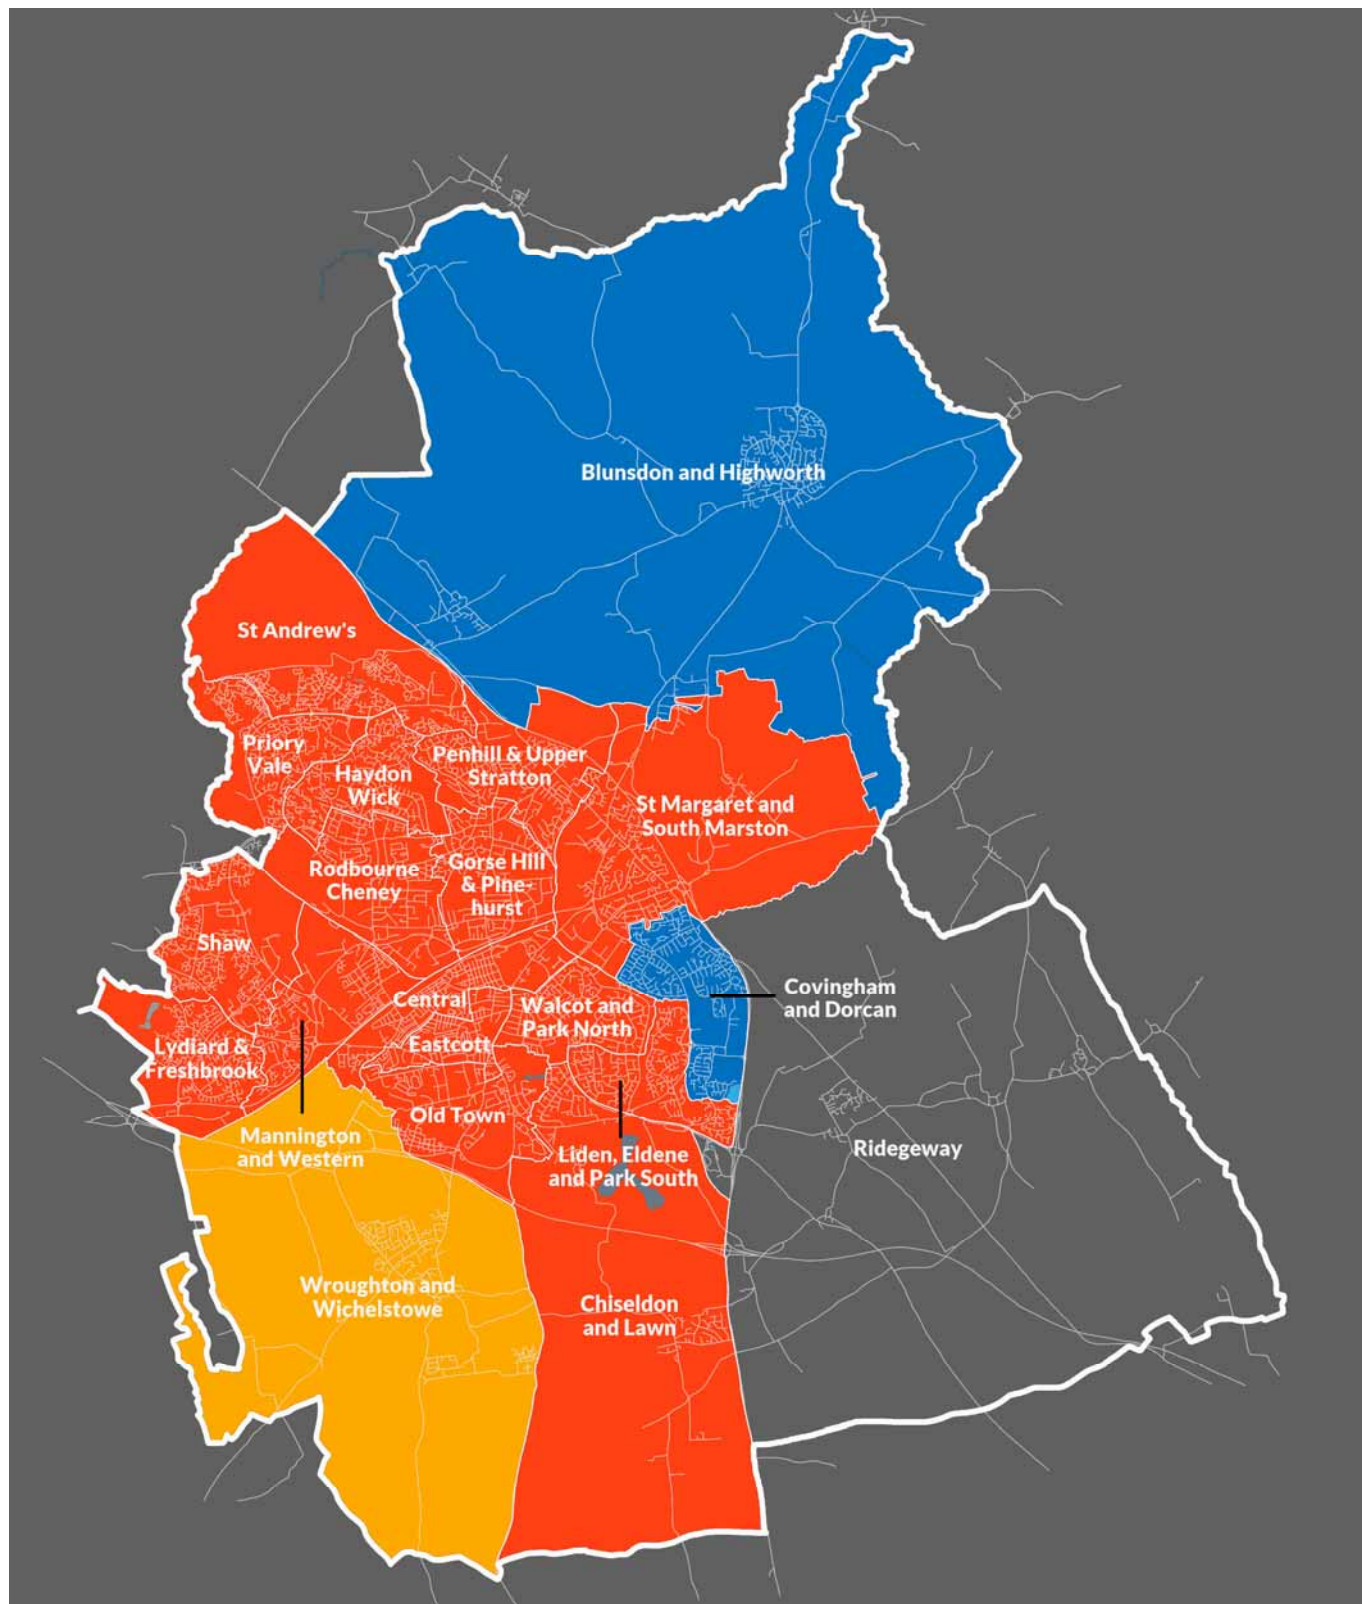 Blunsdon and Highworth
St Andrew's
Priory
Vale
Haydon
Wick
Penhill & Upper
Stratton
St Margaret and
South Marston
Rodbourne
Cheney
Gorse Hill
& Pine-
hurst
Shaw
Central
Walcot and
Park North
Covingham
and Dorcan
Lydiard &
Freshbrook
Eastcott
Old Town
Mannington
and Western
Liden, Eldene
and Park South
Ridgeway
Wroughton and
Wichelstowe
Chiseldon
and Lawn